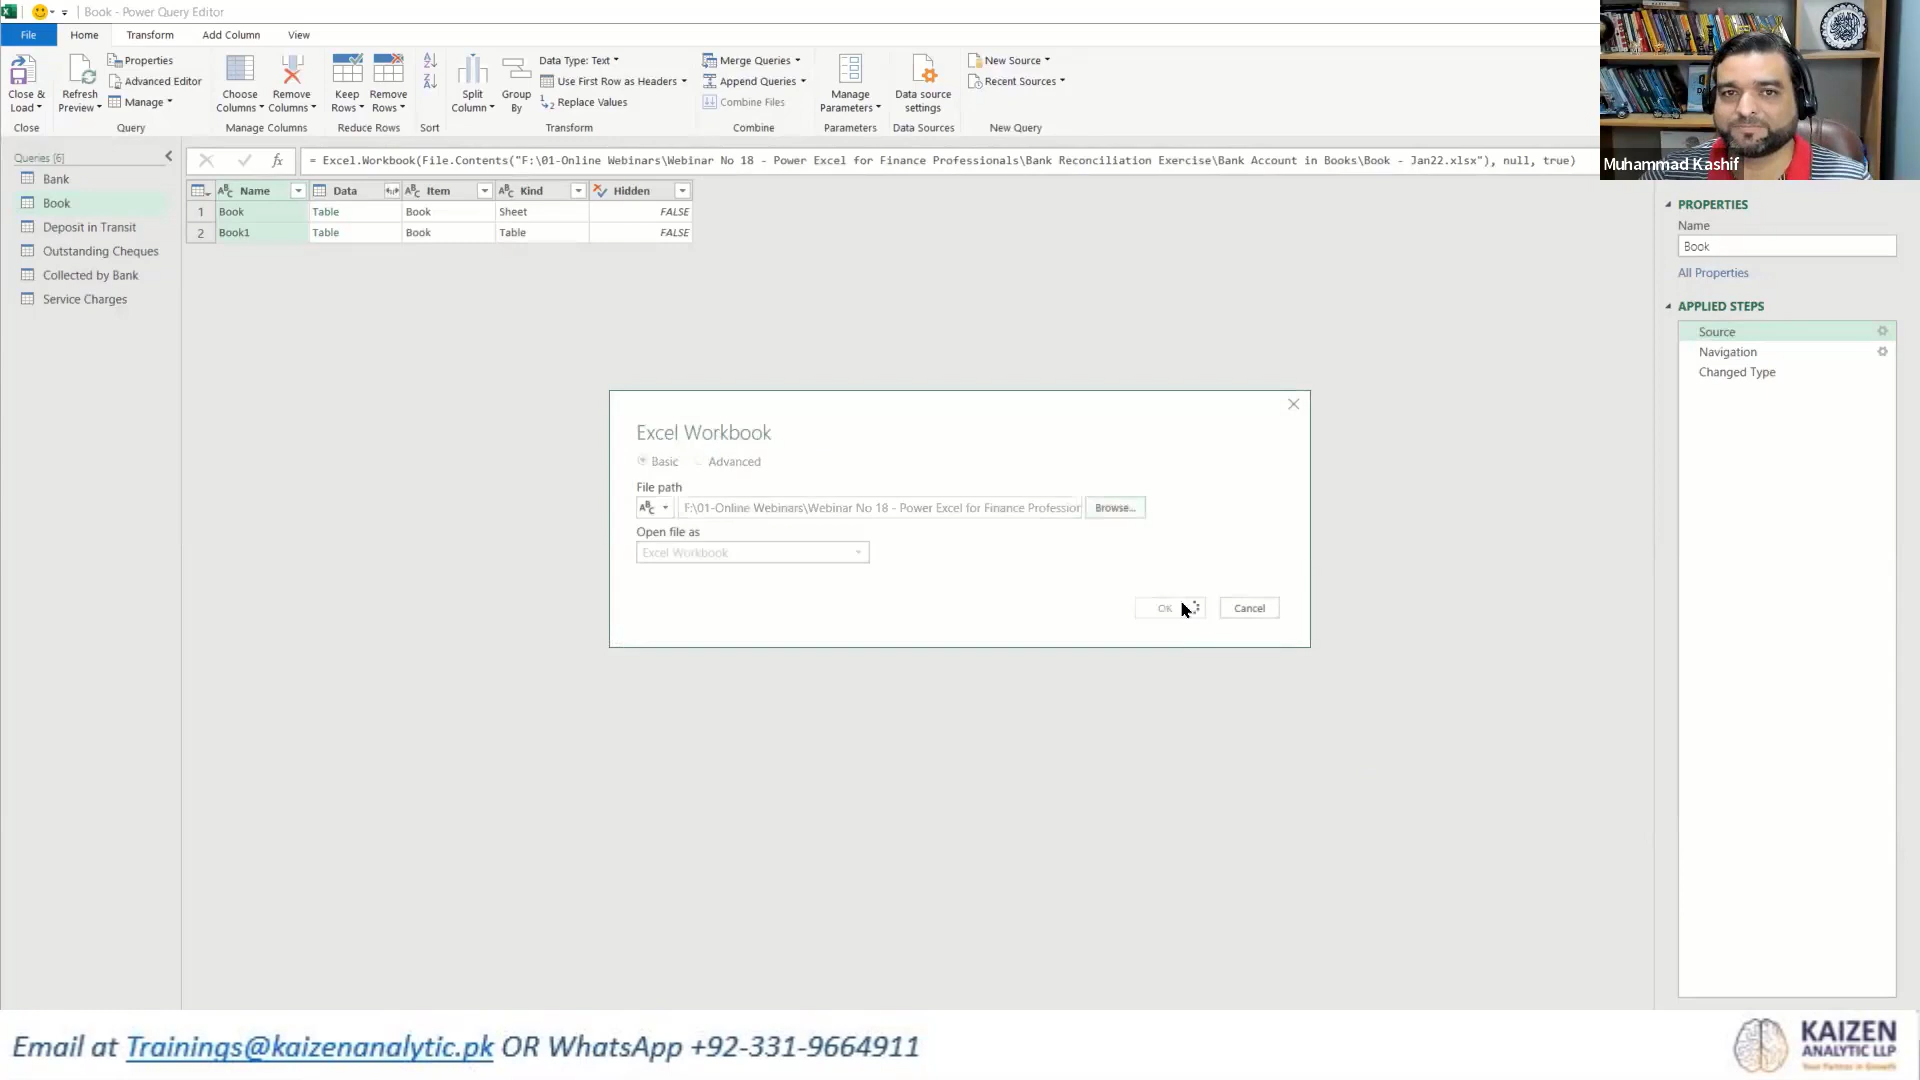 Book - Power Query Editor
File Home Transform Add Column View
Close & Load
Close
Refresh Preview
Properties
Advanced Editor
Manage
Query
Choose Columns
Remove Columns
Manage Columns
Keep Rows
Remove Rows
Reduce Rows
Sort
Split Column
Group By
Data Type: Text
Use First Row as Headers
Replace Values
Transform
Merge Queries
Append Queries
Combine Files
Combine
Manage Parameters
Parameters
Data source settings
Data Sources
New Source
Recent Sources
New Query
Muhammad Kashif
Queries [6]
Bank
Book
Deposit in Transit
Outstanding Cheques
Collected by Bank
Service Charges
fx = Excel.Workbook(File.Contents("F:\01-Online Webinars\Webinar No 18 - Power Excel for Finance Professionals\Bank Reconciliation Exercise\Bank Account in Books\Book - Jan22.xlsx"), null, true)
Name Data Item Kind Hidden
1 Book Table Book Sheet FALSE
2 Book1 Table Book Table FALSE
PROPERTIES
Name
Book
All Properties
APPLIED STEPS
Source
Navigation
Changed Type
Excel Workbook
Basic Advanced
File path
F:\01-Online Webinars\Webinar No 18 - Power Excel for Finance Profession
Browse...
Open file as
Excel Workbook
OK Cancel
Email at Trainings@kaizenanalytic.pk OR WhatsApp +92-331-9664911
KAIZEN
ANALYTIC LLP
Your Partner in Growth